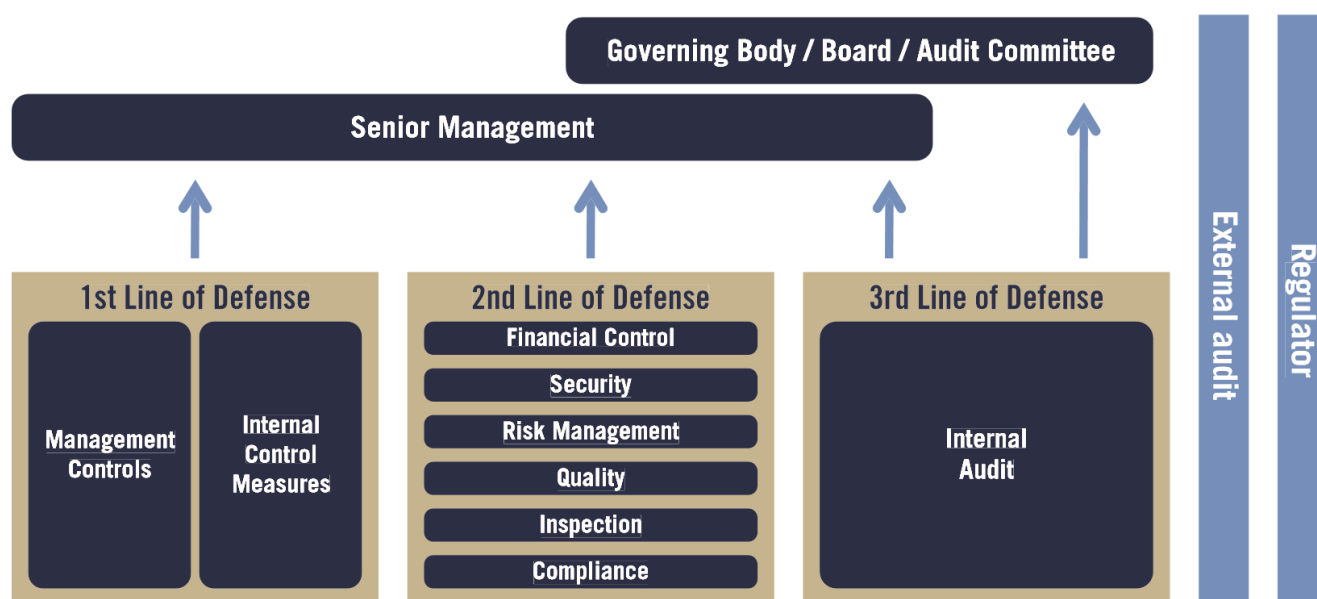 Governing Body / Board / Audit Committee
Senior Management
1st Line of Defense
Management
Controls
Internal
Control
Measures
2nd Line of Defense
Financial Control
Security
Risk Management
Quality
Inspection
Compliance
3rd Line of Defense
Internal
Audit
External audit
Regulator